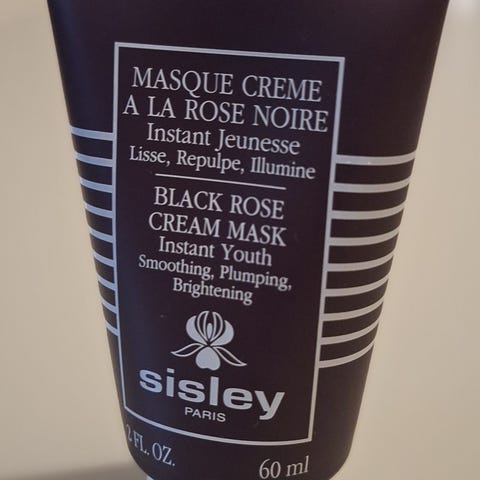 MASQUE CREME
A LA ROSE NOIRE
Instant Jeunesse
Lisse, Repulpe, Illumine
BLACK ROSE
CREAM MASK
Instant Youth
Smoothing, Plumping,
Brightening
sisley
PARIS
2 FL. OZ.
60 ml